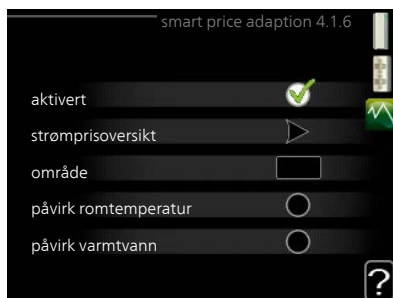 smart price adaption 4.1.6
aktivert
strømprisoversikt
område
påvirk romtemperatur
påvirk varmtvann
?